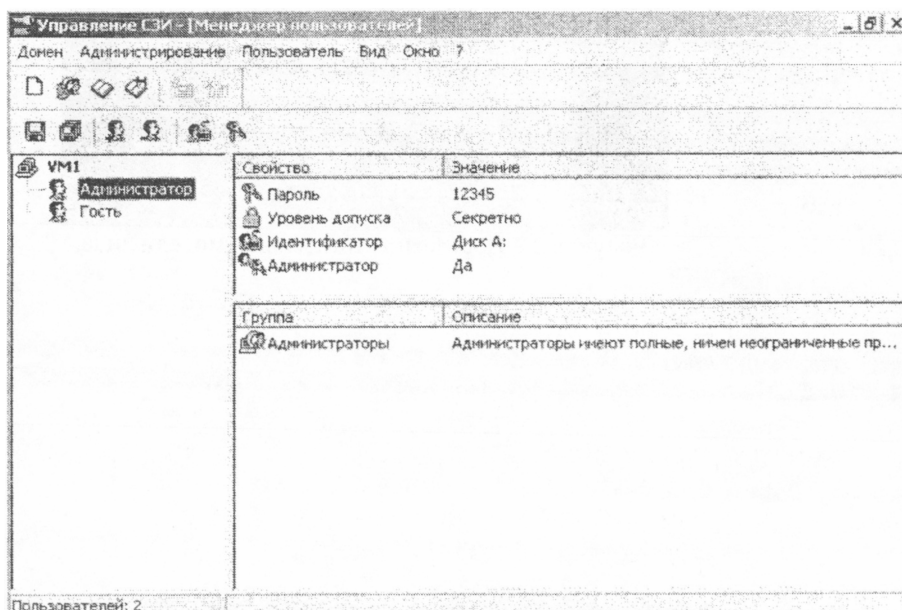 Управление СЗИ - [Менеджер пользователей]
Домен Администрирование Пользователь Вид Окно ?
VM1
Администратор
Гость
Свойство Значение
Пароль 12345
Уровень допуска Секретно
Идентификатор Диск A:
Администратор Да
Группа Описание
Администраторы Администраторы имеют полные, ничем неограниченные пр...
Пользователей: 2